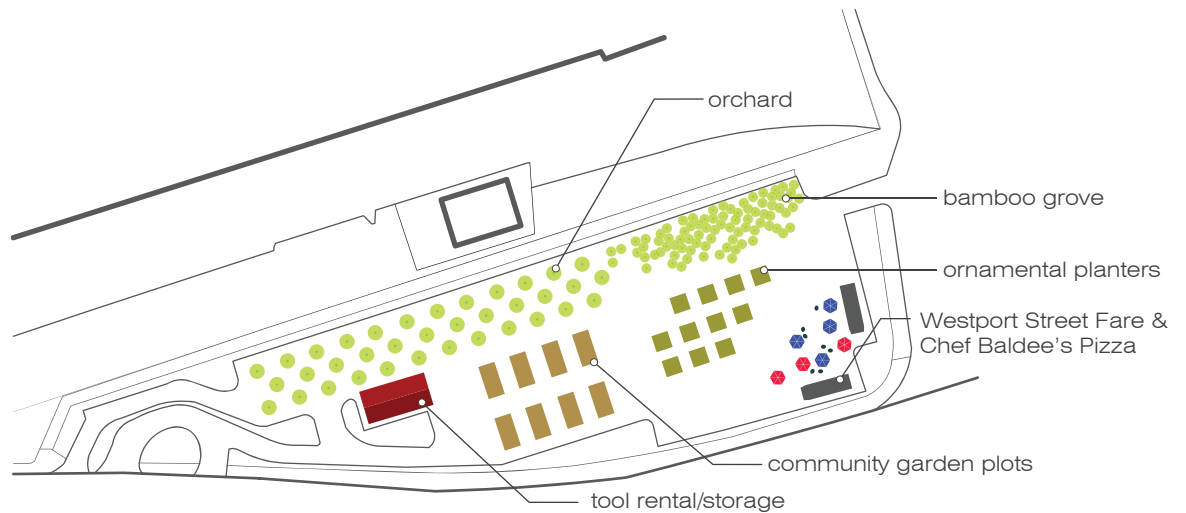 orchard
bamboo grove
ornamental planters
Westport Street Fare &
Chef Baldee's Pizza
community garden plots
tool rental/storage